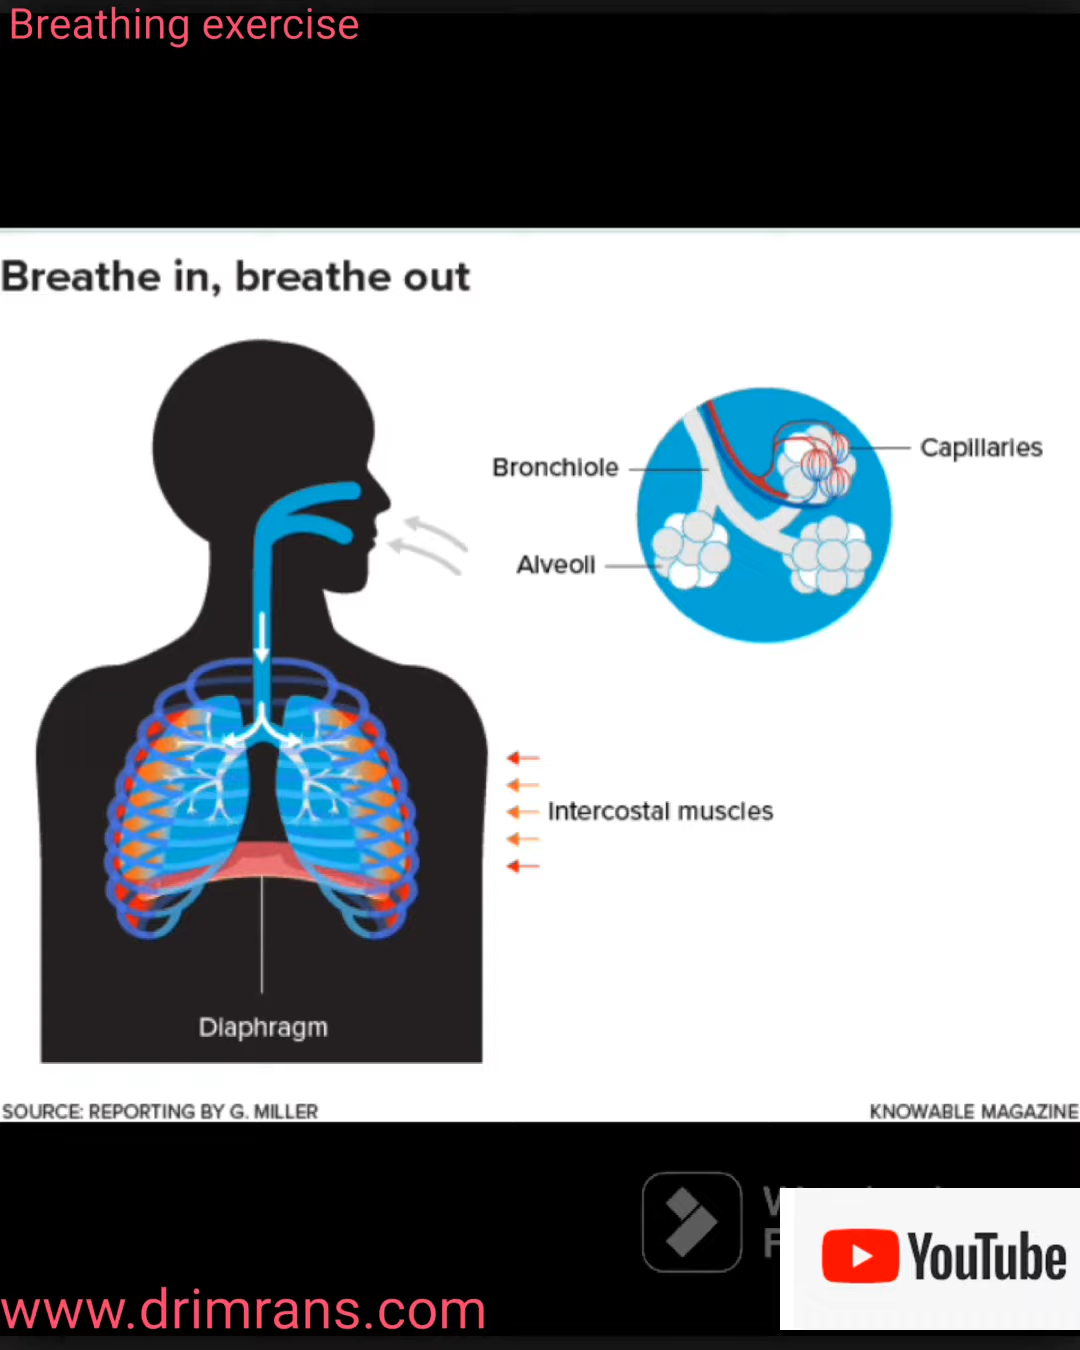 Breathing exercise
Breathe in, breathe out
Bronchiole
Capillaries
Alveoli
Intercostal muscles
Diaphragm
SOURCE: REPORTING BY G. MILLER
KNOWABLE MAGAZINE
YouTube
www.drimrans.com